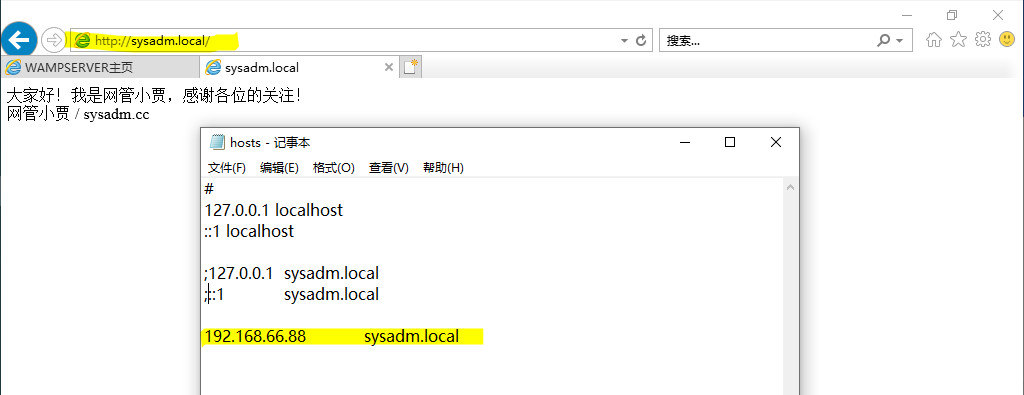 http://sysadm.local/
搜索...
WAMPSERVER主页
sysadm.local
大家好！我是网管小贾，感谢各位的关注！
网管小贾 / sysadm.cc
hosts - 记事本
文件(F) 编辑(E) 格式(O) 查看(V) 帮助(H)
#
127.0.0.1 localhost
::1 localhost
;127.0.0.1 sysadm.local
;::1 sysadm.local
192.168.66.88 sysadm.local